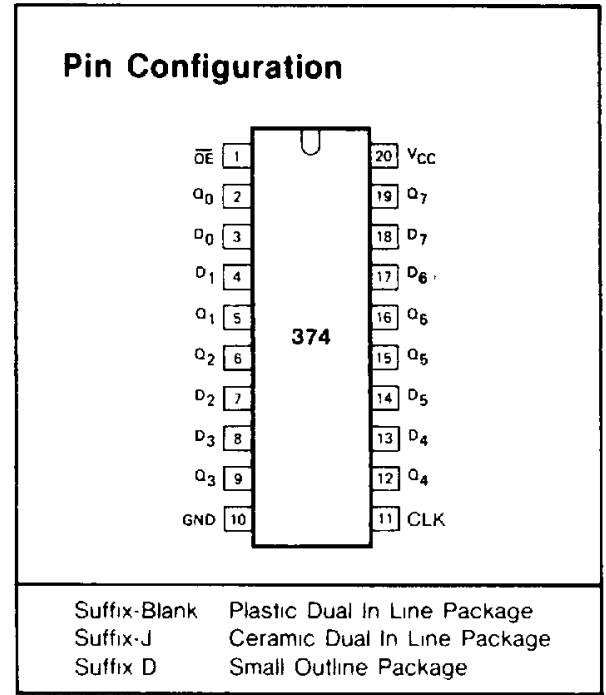 Pin Configuration
O̅E̅ 1 20 VCC
Q0 2 19 Q7
D0 3 18 D7
D1 4 17 D6
Q1 5 16 Q6
374
Q2 6 15 Q5
D2 7 14 D5
D3 8 13 D4
Q3 9 12 Q4
GND 10 11 CLK
Suffix-Blank Plastic Dual In Line Package
Suffix-J Ceramic Dual In Line Package
Suffix D Small Outline Package